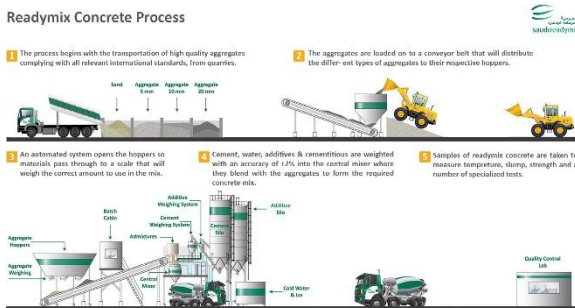 Readymix Concrete Process
saudireadymix
1 The process begins with the transportation of high quality aggregates
complying with all relevant international standards, from quarries.
Sand
Aggregate
5 mm
Aggregate
10 mm
Aggregate
20 mm
2 The aggregates are loaded on to a conveyor belt that will distribute
the differ- ent types of aggregates to their respective hoppers.
3 An automated system opens the hoppers so
materials pass through to a scale that will
weigh the correct amount to use in the mix.
4 Cement, water, additives & cementitious are weighted
with an accuracy of ±2% into the central mixer where
they blend with the aggregates to form the required
concrete mix.
5 Samples of readymix concrete are taken to
measure tempreture, slump, strength and a
number of specialized tests.
Additive
Weighing System
Batch
Cabin
Cement
Weighing System
Additive
Silo
Admixtures
Cement
Silo
Aggregate
Hoppers
Aggregate
Weighing
Central
Mixer
Cold Water
& Ice
Quality Control
Lab